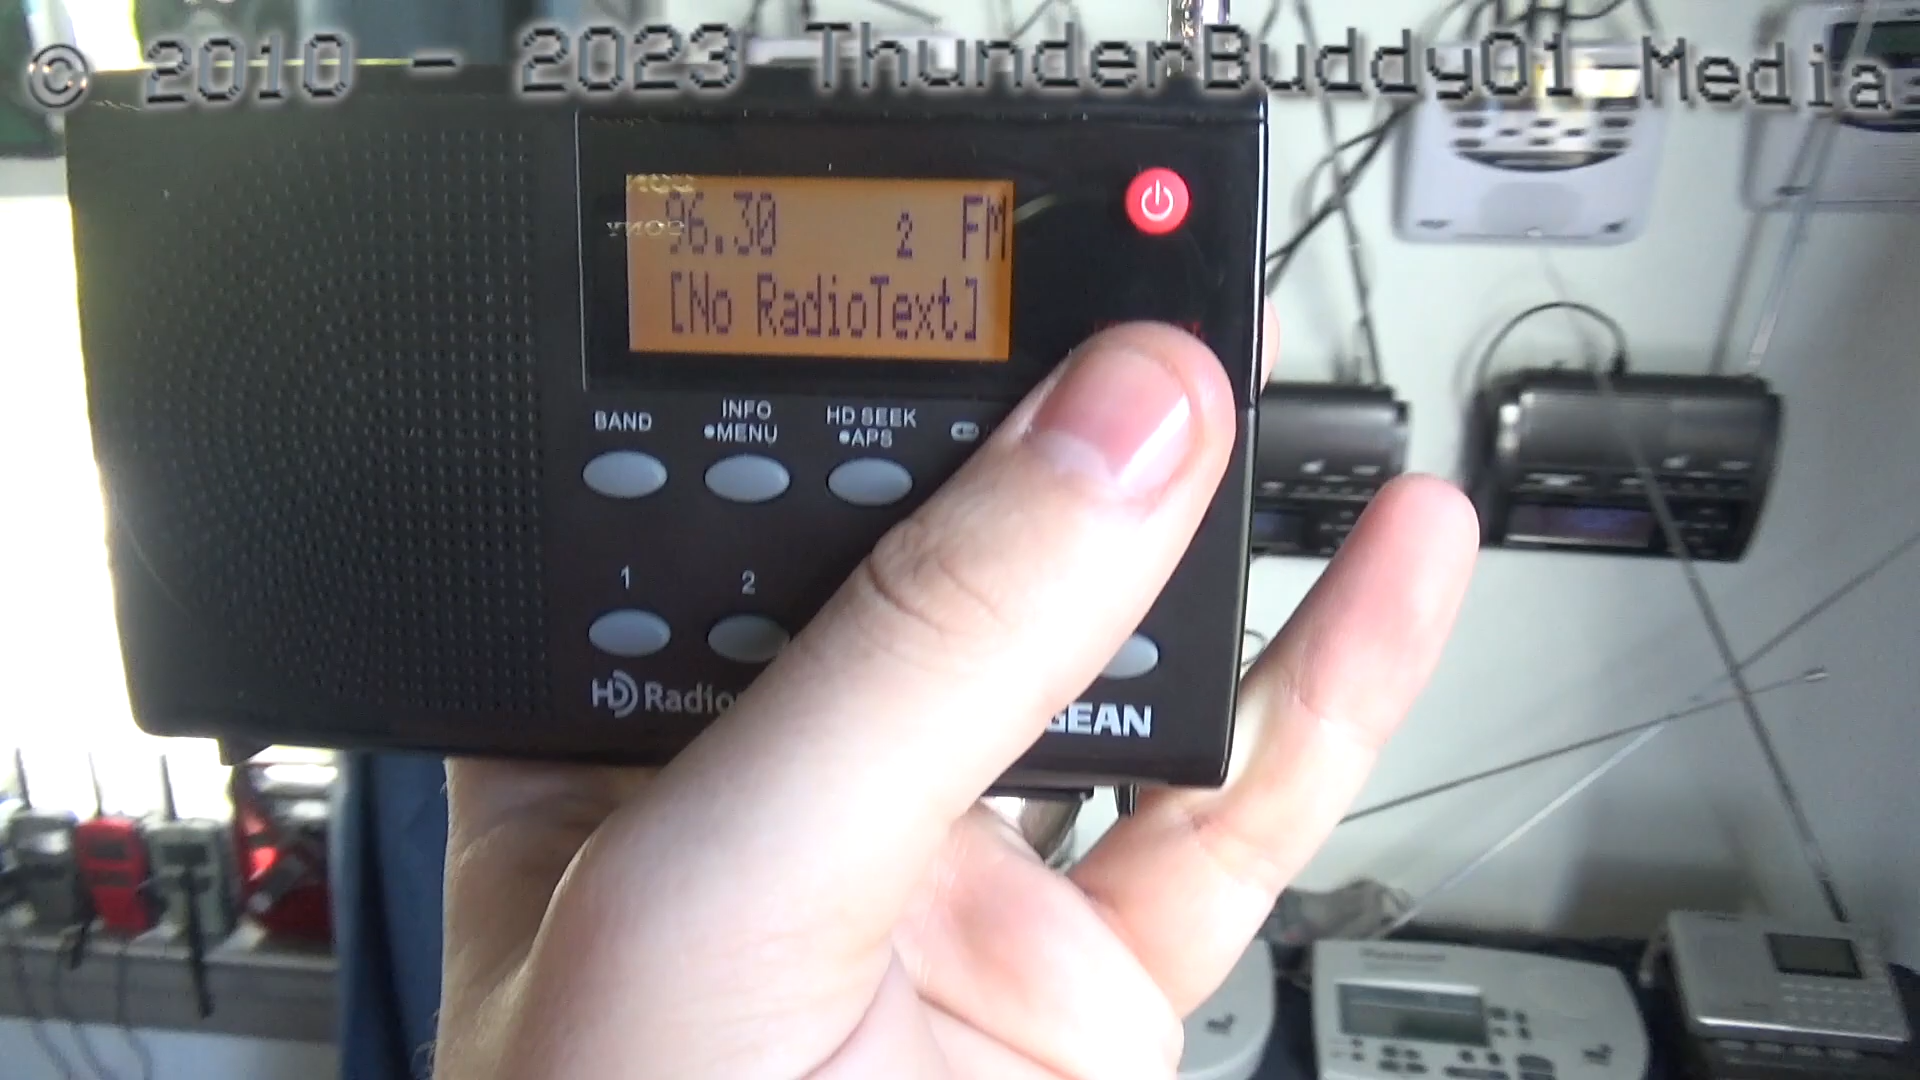 © 2010 - 2023 ThunderBuddy01 Media
96.30 2 FM
[No RadioText]
BAND
INFO
•MENU
HD SEEK
•APS
1
2
HD Radio
GEAN
SONY